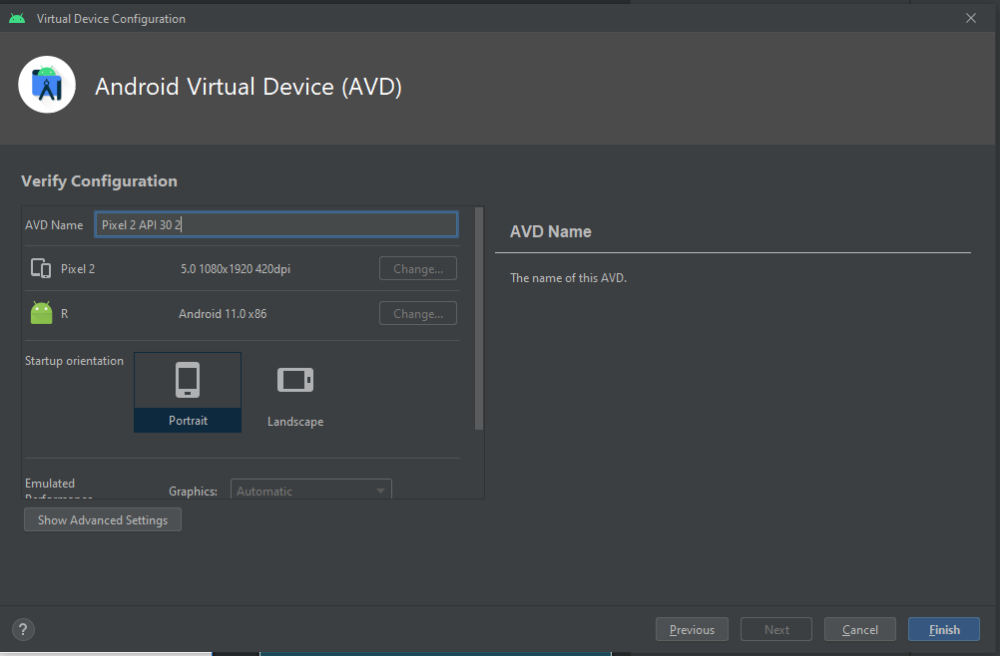 Virtual Device Configuration
Android Virtual Device (AVD)
Verify Configuration
AVD Name Pixel 2 API 30 2
Pixel 2 5.0 1080x1920 420dpi Change...
R Android 11.0 x86 Change...
Startup orientation
Portrait
Landscape
Emulated
Performance
Graphics: Automatic
Show Advanced Settings
AVD Name
The name of this AVD.
?
Previous Next Cancel Finish